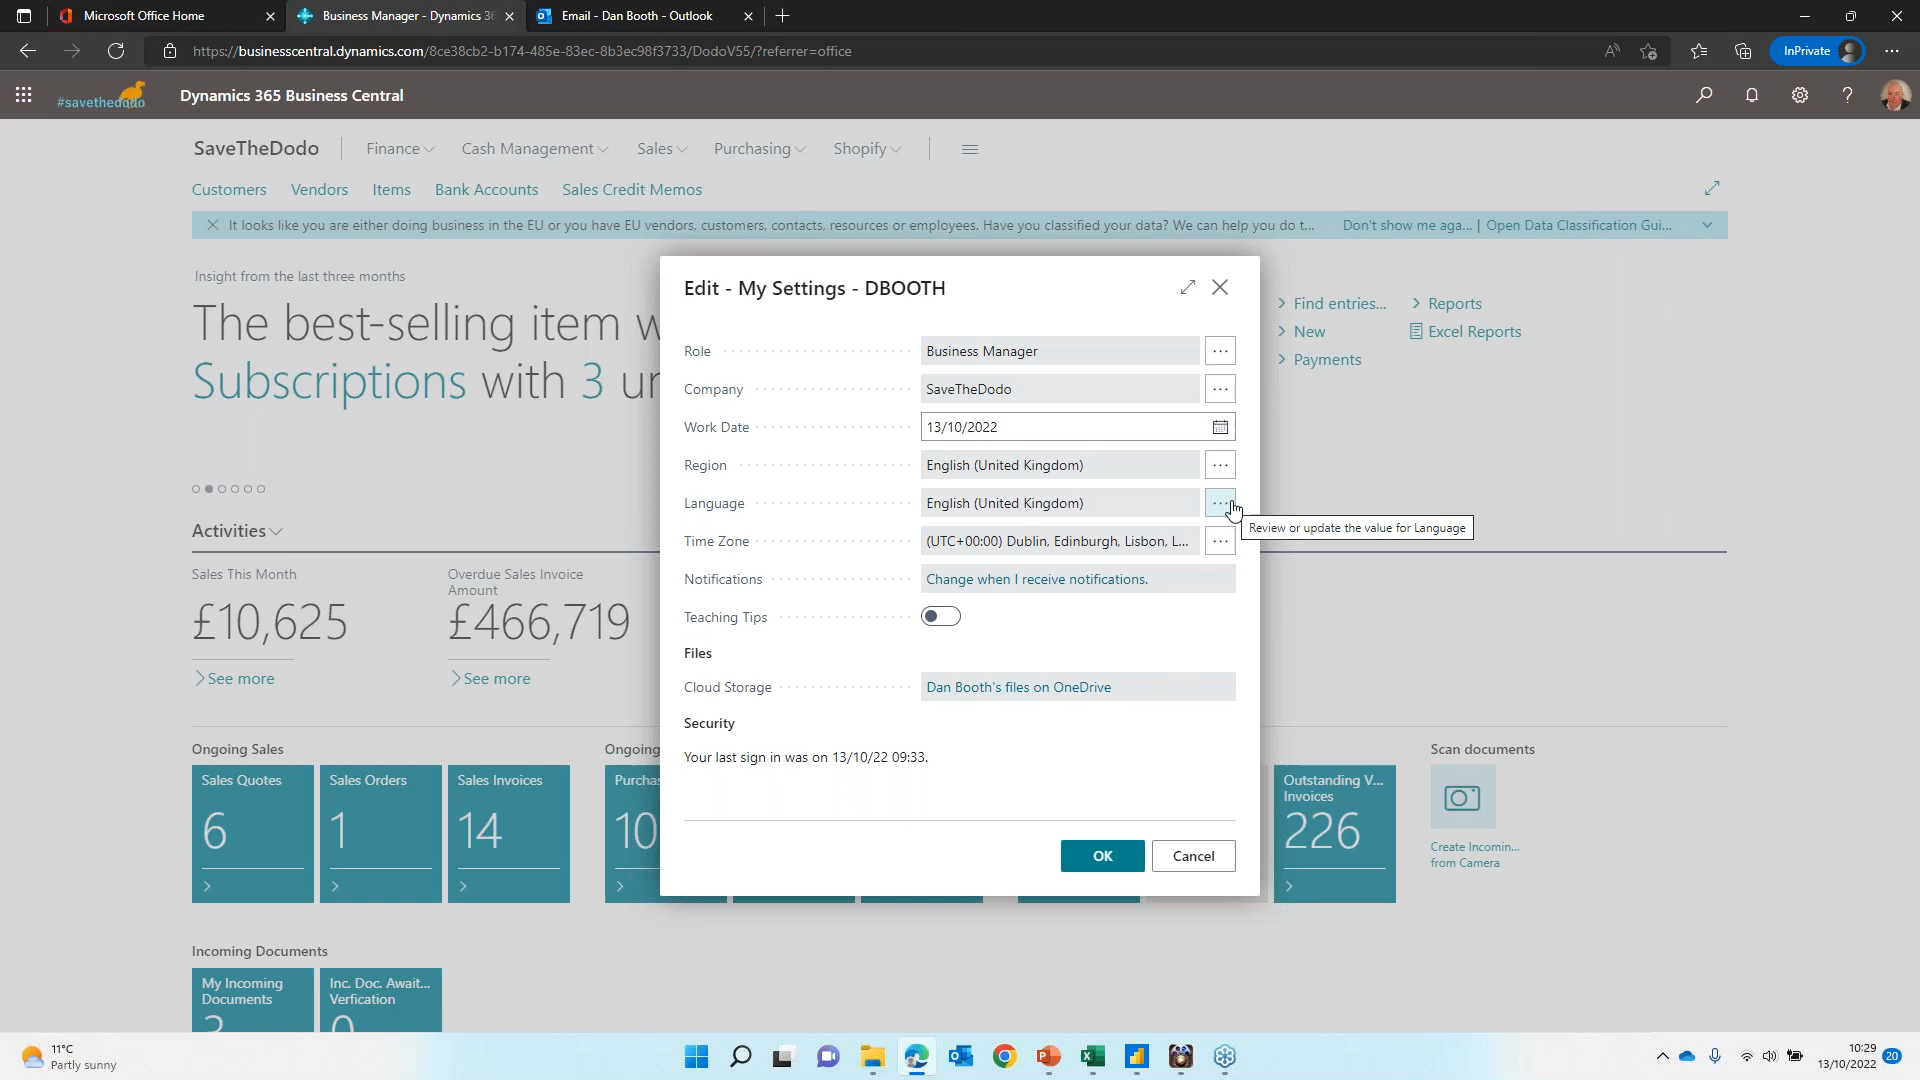 Microsoft Office Home
Business Manager - Dynamics 36
Email - Dan Booth - Outlook
https://businesscentral.dynamics.com/8ce38cb2-b174-485e-83ec-8b3ec98f3733/DodoV55/?referrer=office
InPrivate
#savethedodo
Dynamics 365 Business Central
SaveTheDodo
Finance
Cash Management
Sales
Purchasing
Shopify
Customers
Vendors
Items
Bank Accounts
Sales Credit Memos
It looks like you are either doing business in the EU or you have EU vendors, customers, contacts, resources or employees. Have you classified your data? We can help you do t...
Don't show me aga... | Open Data Classification Gui...
Insight from the last three months
The best-selling item w
Subscriptions with 3 un
Find entries...
Reports
New
Excel Reports
Payments
Edit - My Settings - DBOOTH
Role
Business Manager
Company
SaveTheDodo
Work Date
13/10/2022
Region
English (United Kingdom)
Language
English (United Kingdom)
Review or update the value for Language
Time Zone
(UTC+00:00) Dublin, Edinburgh, Lisbon, L...
Notifications
Change when I receive notifications.
Teaching Tips
Files
Cloud Storage
Dan Booth's files on OneDrive
Security
Your last sign in was on 13/10/22 09:33.
OK
Cancel
Activities
Sales This Month
£10,625
See more
Overdue Sales Invoice
Amount
£466,719
See more
Ongoing Sales
Sales Quotes
6
Sales Orders
1
Sales Invoices
14
Ongoing
Purchas
10
Outstanding V...
Invoices
226
Scan documents
Create Incomin...
from Camera
Incoming Documents
My Incoming
Documents
3
Inc. Doc. Await...
Verfication
0
11°C
Partly sunny
10:29
13/10/2022
20